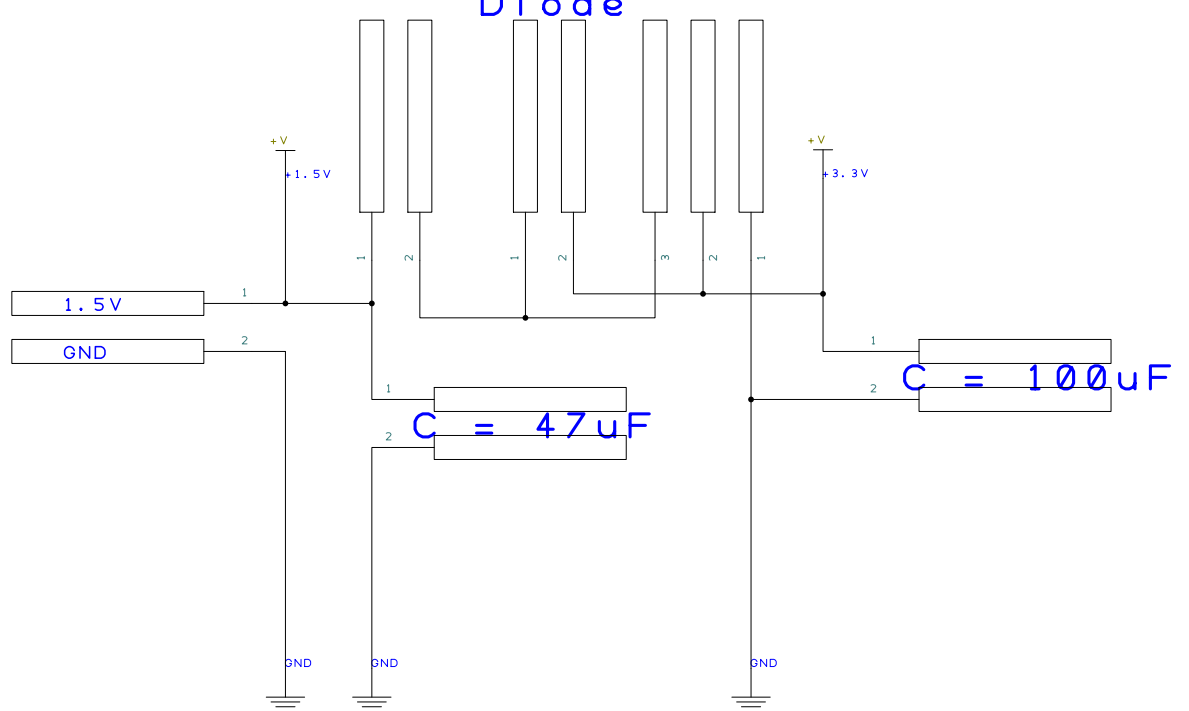 Diode
+V
+1.5V
+V
+3.3V
1
2
1
2
3
2
1
1
1.5V
2
GND
1
C = 100uF
2
1
C = 47uF
2
GND
GND
GND